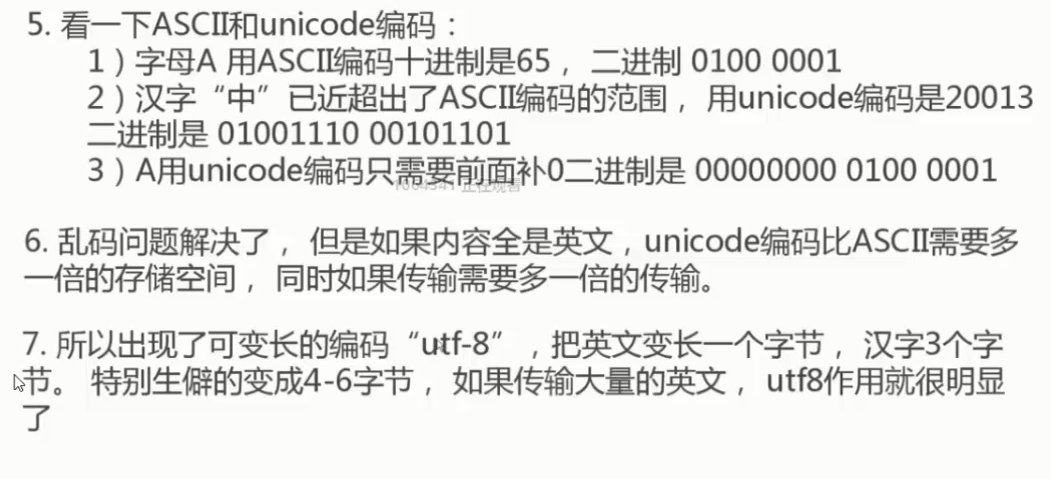 5. 看一下ASCII和unicode编码：
1）字母A 用ASCII编码十进制是65， 二进制 0100 0001
2）汉字“中”已近超出了ASCII编码的范围， 用unicode编码是20013
二进制是 01001110 00101101
3）A用unicode编码只需要前面补0二进制是 00000000 0100 0001
正在观看
6. 乱码问题解决了， 但是如果内容全是英文，unicode编码比ASCII需要多
一倍的存储空间， 同时如果传输需要多一倍的传输。
7. 所以出现了可变长的编码“utf-8” ，把英文变长一个字节， 汉字3个字
节。 特别生僻的变成4-6字节， 如果传输大量的英文， utf8作用就很明显
了